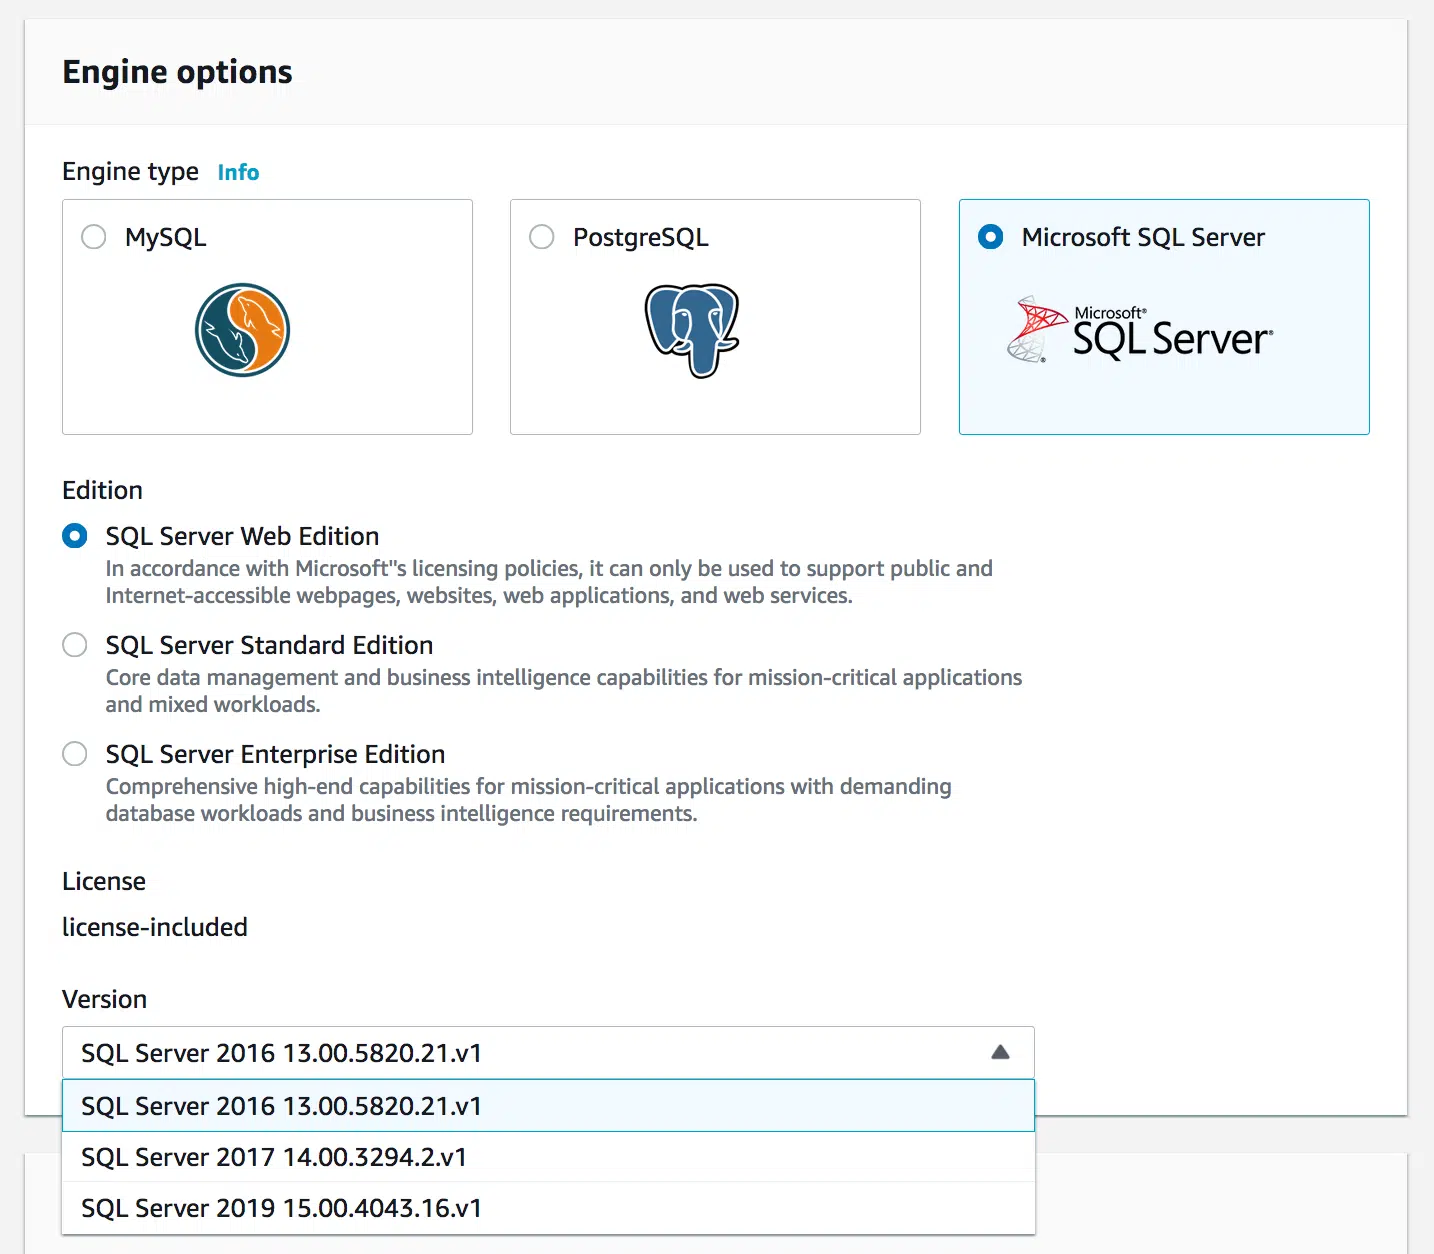 Engine options
Engine type Info
MySQL
PostgreSQL
Microsoft SQL Server
Microsoft®
SQL Server®
®
Edition
SQL Server Web Edition
In accordance with Microsoft"s licensing policies, it can only be used to support public and
Internet-accessible webpages, websites, web applications, and web services.
SQL Server Standard Edition
Core data management and business intelligence capabilities for mission-critical applications
and mixed workloads.
SQL Server Enterprise Edition
Comprehensive high-end capabilities for mission-critical applications with demanding
database workloads and business intelligence requirements.
License
license-included
Version
SQL Server 2016 13.00.5820.21.v1
SQL Server 2016 13.00.5820.21.v1
SQL Server 2017 14.00.3294.2.v1
SQL Server 2019 15.00.4043.16.v1